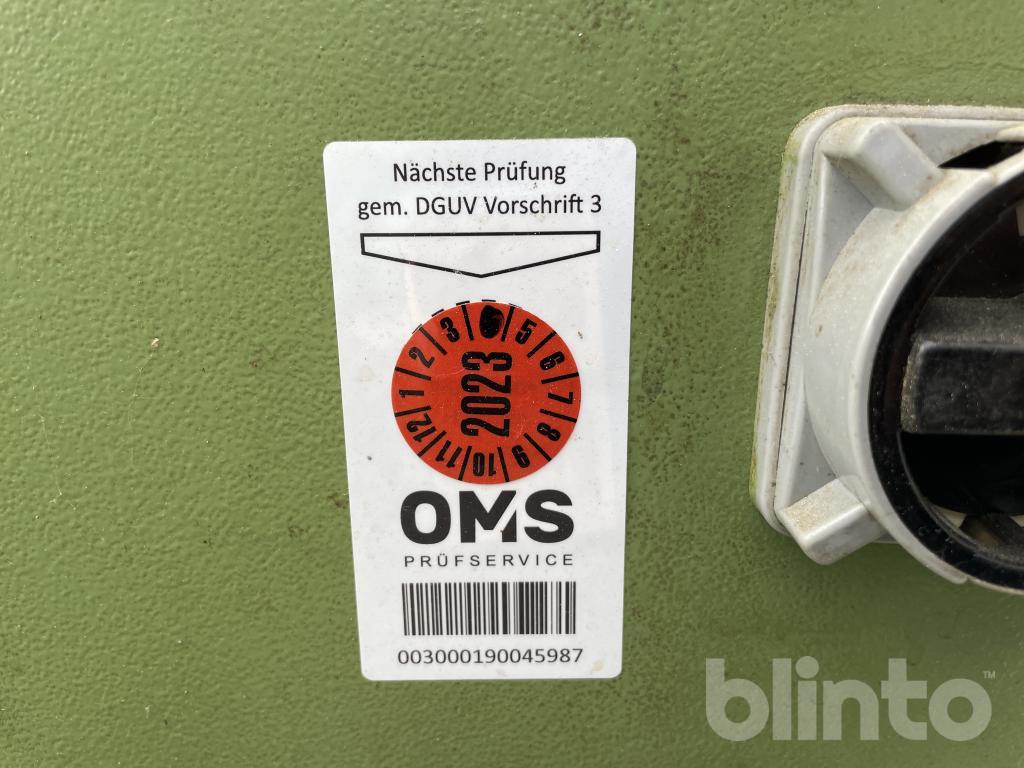 Nächste Prüfung
gem. DGUV Vorschrift 3
1 2 3 5 6 7 8 9 10 11 12
2023
OMS
PRÜFSERVICE
003000190045987
blinto™